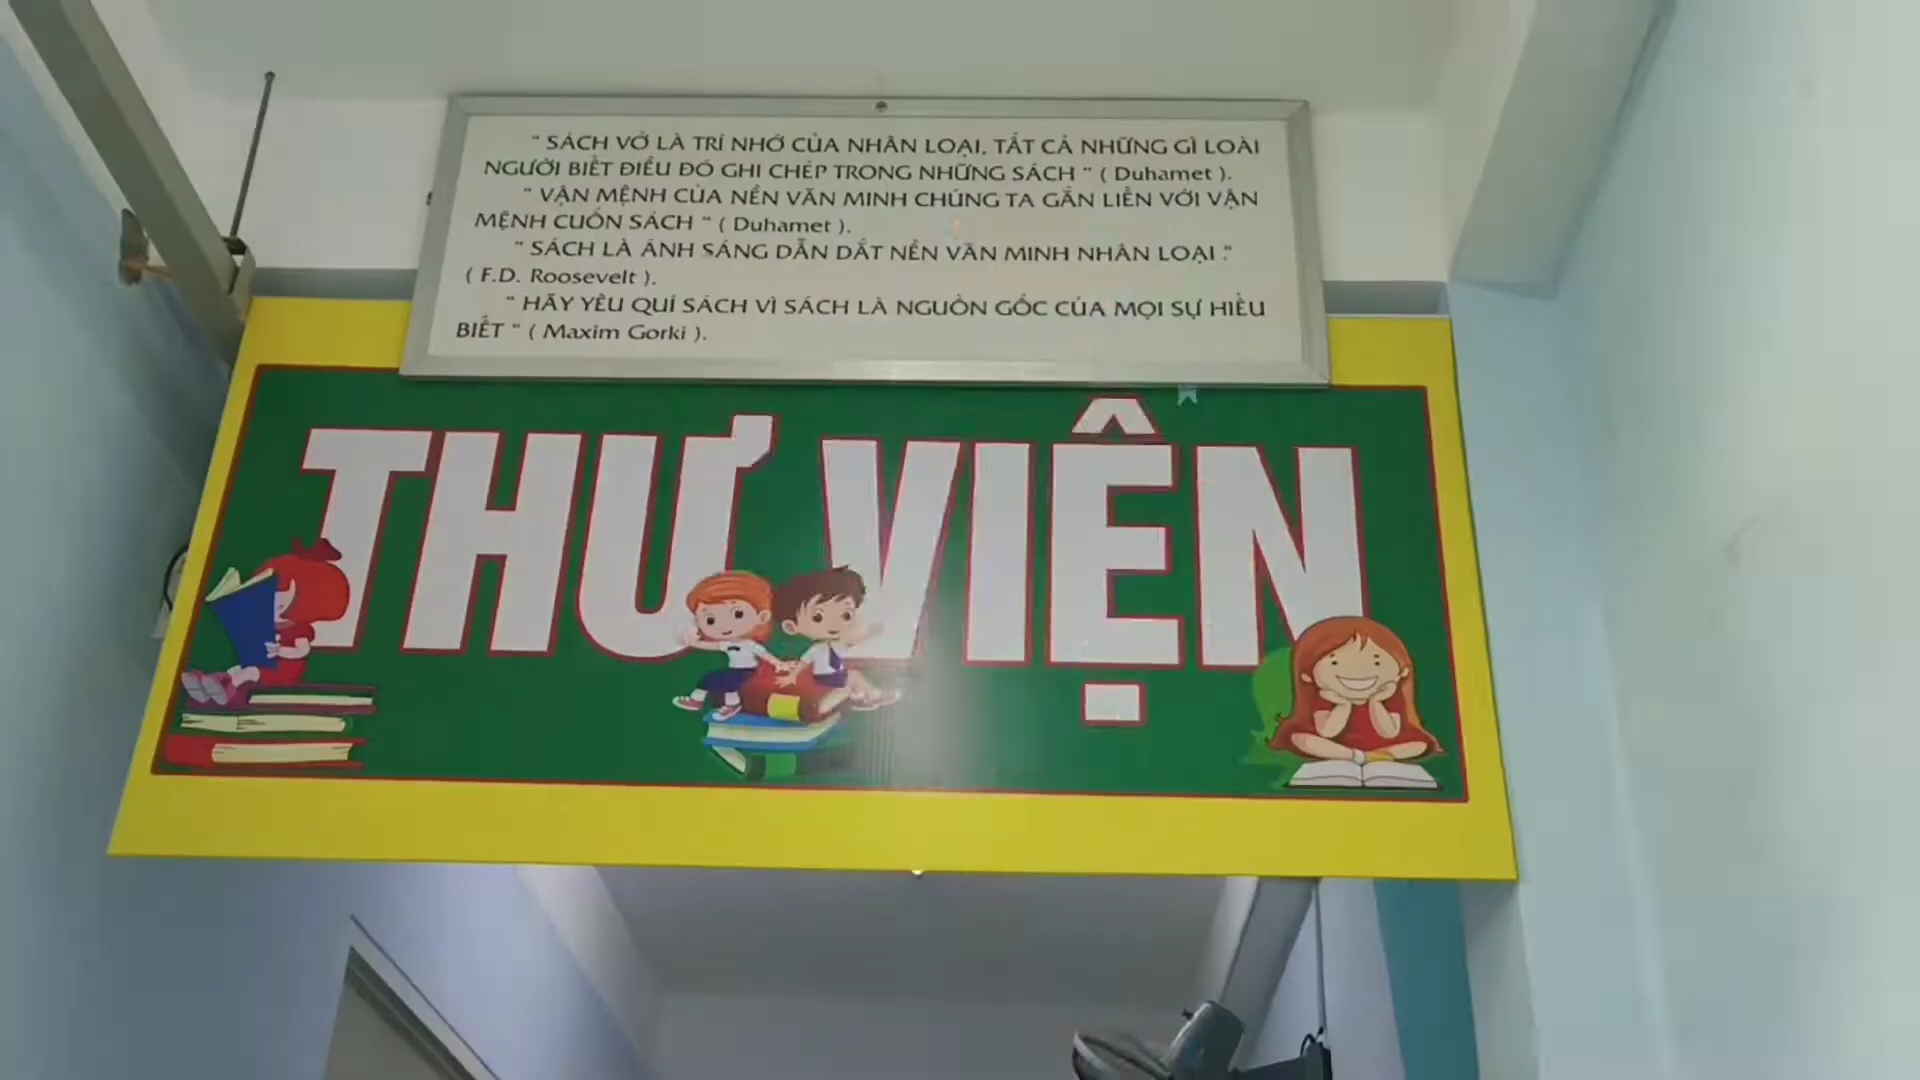 " SÁCH VỞ LÀ TRÍ NHỚ CỦA NHÂN LOẠI, TẤT CẢ NHỮNG GÌ LOÀI
NGƯỜI BIẾT ĐIỀU ĐÓ GHI CHÉP TRONG NHỮNG SÁCH " ( Duhamet ).
" VẬN MỆNH CỦA NỀN VĂN MINH CHÚNG TA GẮN LIỀN VỚI VẬN
MỆNH CUỐN SÁCH " ( Duhamet ).
" SÁCH LÀ ÁNH SÁNG DẪN DẮT NỀN VĂN MINH NHÂN LOẠI ."
( F.D. Roosevelt ).
" HÃY YÊU QUÍ SÁCH VÌ SÁCH LÀ NGUỒN GỐC CỦA MỌI SỰ HIỂU
BIẾT " ( Maxim Gorki ).
THƯ VIỆN